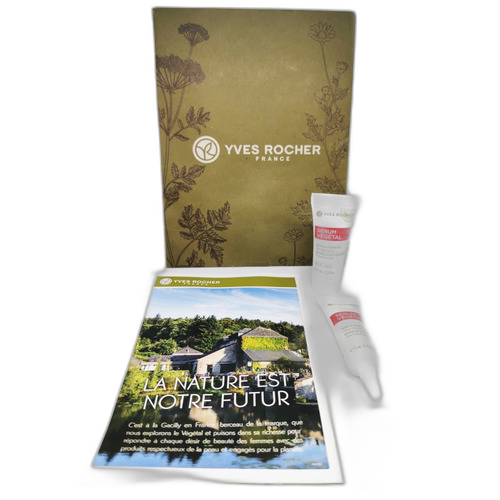 YVES ROCHER
FRANCE
YVES ROCHER
SÉRUM
VÉGÉTAL
YVES ROCHER
FRANCE
LA NATURE EST
NOTRE FUTUR
C'est à la Gacilly en France, berceau de la marque, que
nous explorons le Végétal et puisons dans sa richesse pour
répondre à chaque désir de beauté des femmes avec des
produits respectueux de la peau et engagés pour la planète.